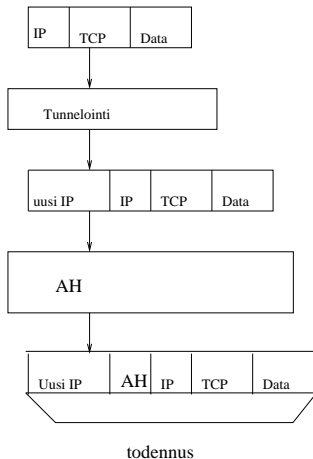 IP TCP Data
Tunnelointi
uusi IP IP TCP Data
AH
Uusi IP AH IP TCP Data
todennus